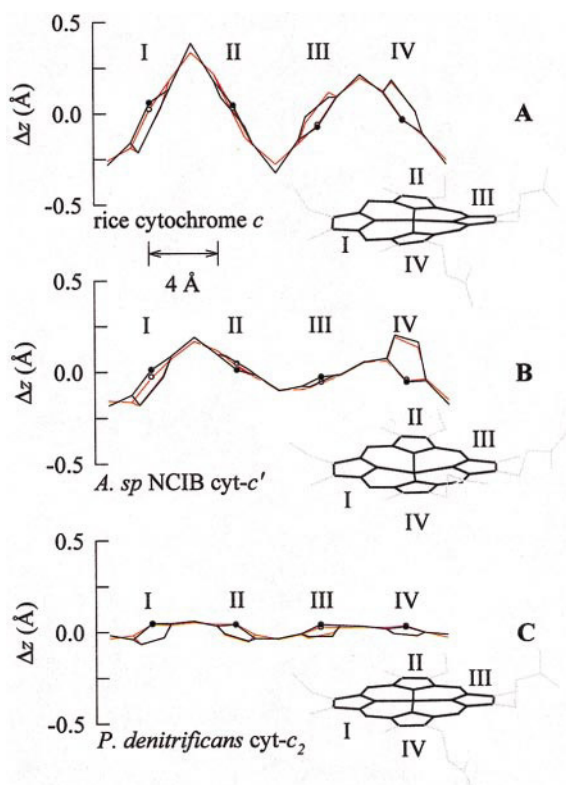 0.5
I II III IV
0.0
Δz (Å)
A
-0.5
rice cytochrome c
II
III
I
IV
4 Å
0.5
I II III IV
0.0
Δz (Å)
B
-0.5
A. sp NCIB cyt-c′
II
III
I
IV
0.5
I II III IV
0.0
Δz (Å)
C
-0.5
P. denitrificans cyt-c₂
II
III
I
IV